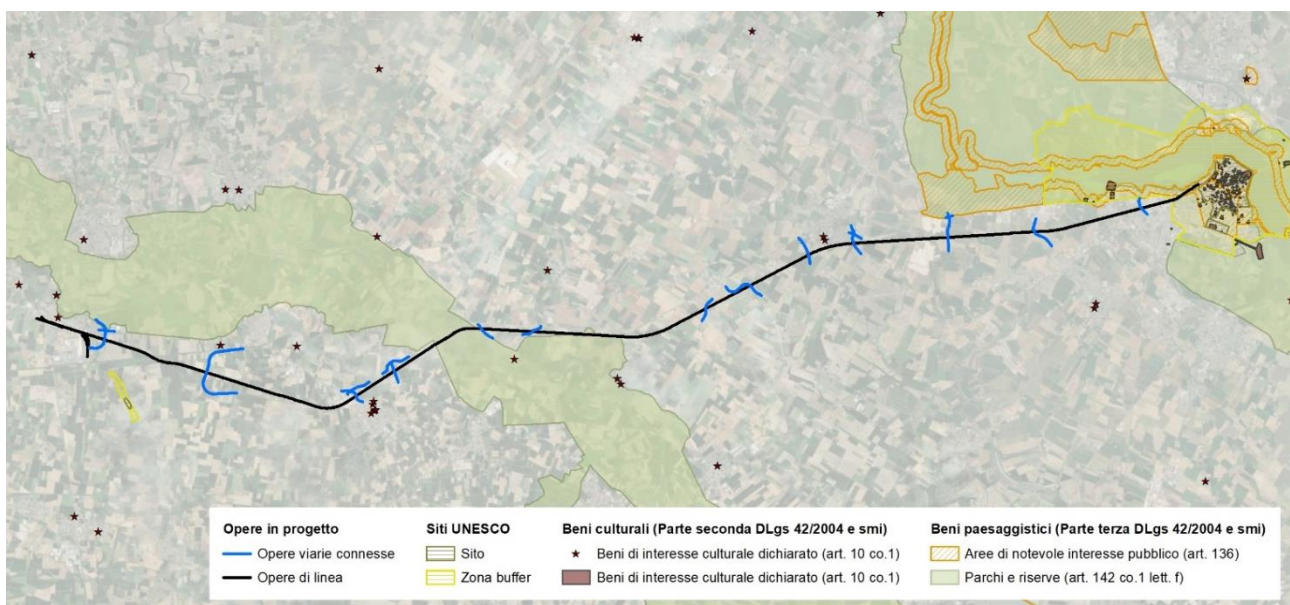 Opere in progetto
Opere viarie connesse
Opere di linea
Siti UNESCO
Sito
Zona buffer
Beni culturali (Parte seconda DLgs 42/2004 e smi)
Beni di interesse culturale dichiarato (art. 10 co.1)
Beni di interesse culturale dichiarato (art. 10 co.1)
Beni paesaggistici (Parte terza DLgs 42/2004 e smi)
Aree di notevole interesse pubblico (art. 136)
Parchi e riserve (art. 142 co.1 lett. f)